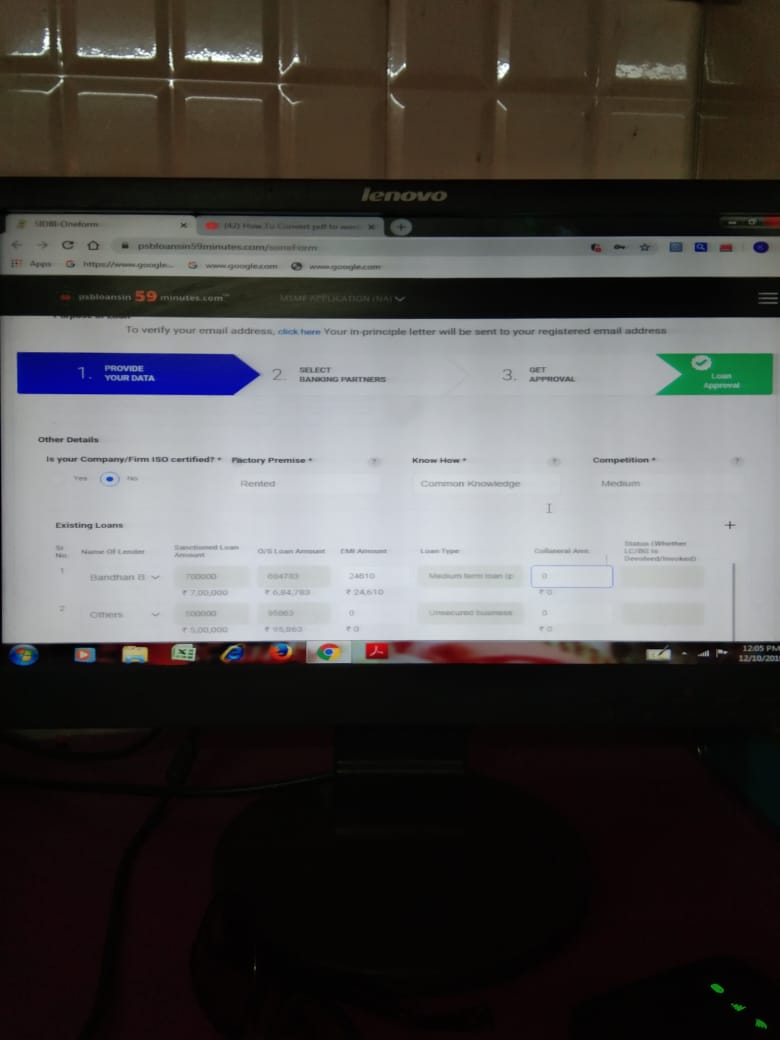 lenovo
SIDBI-Oneform
(42) How To Convert pdf to word
psbloansin59minutes.com/soneForm
Apps https://www.google... www.google.com www.google.com
psbloansin 59 minutes.com™ MSME APPLICATION (NA)
To verify your email address, click here Your in-principle letter will be sent to your registered email address
1. PROVIDE YOUR DATA
2. SELECT BANKING PARTNERS
3. GET APPROVAL
Loan Approval
Other Details
Is your Company/Firm ISO certified? * Factory Premise * ? Know How * ? Competition * ?
Yes No Rented Common Knowledge Medium
Existing Loans +
Sr. No. Name Of Lender Sanctioned Loan Amount O/S Loan Amount EMI Amount Loan Type Collateral Amt. Status (Whether LC/BG is Devolved/Invoked)
1 Bandhan B 700000 684783 24610 Medium term loan (p 0
₹ 7,00,000 ₹ 6,84,783 ₹ 24,610 ₹ 0
2 Others 500000 95963 0 Unsecured business 0
₹ 5,00,000 ₹ 95,963 ₹ 0 ₹ 0
12:05 PM
12/10/201